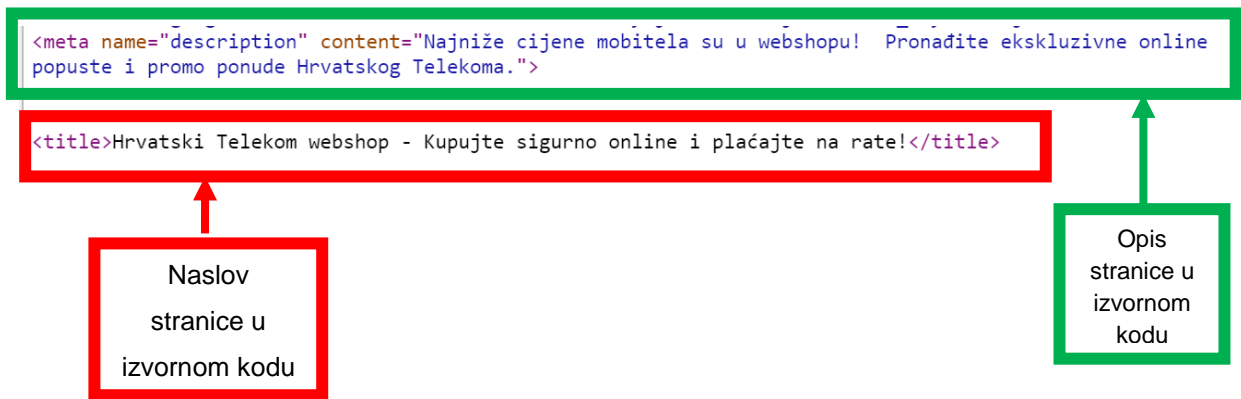 <meta name="description" content="Najniže cijene mobitela su u webshopu!  Pronađite ekskluzivne online
popuste i promo ponude Hrvatskog Telekoma.">
<title>Hrvatski Telekom webshop - Kupujte sigurno online i plaćajte na rate!</title>
Naslov
stranice u
izvornom kodu
Opis
stranice u
izvornom
kodu